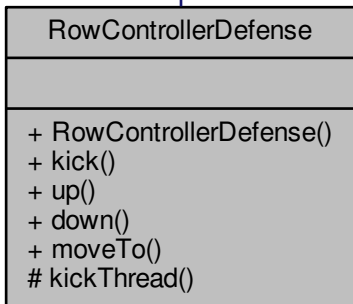 RowControllerDefense
+ RowControllerDefense()
+ kick()
+ up()
+ down()
+ moveTo()
# kickThread()